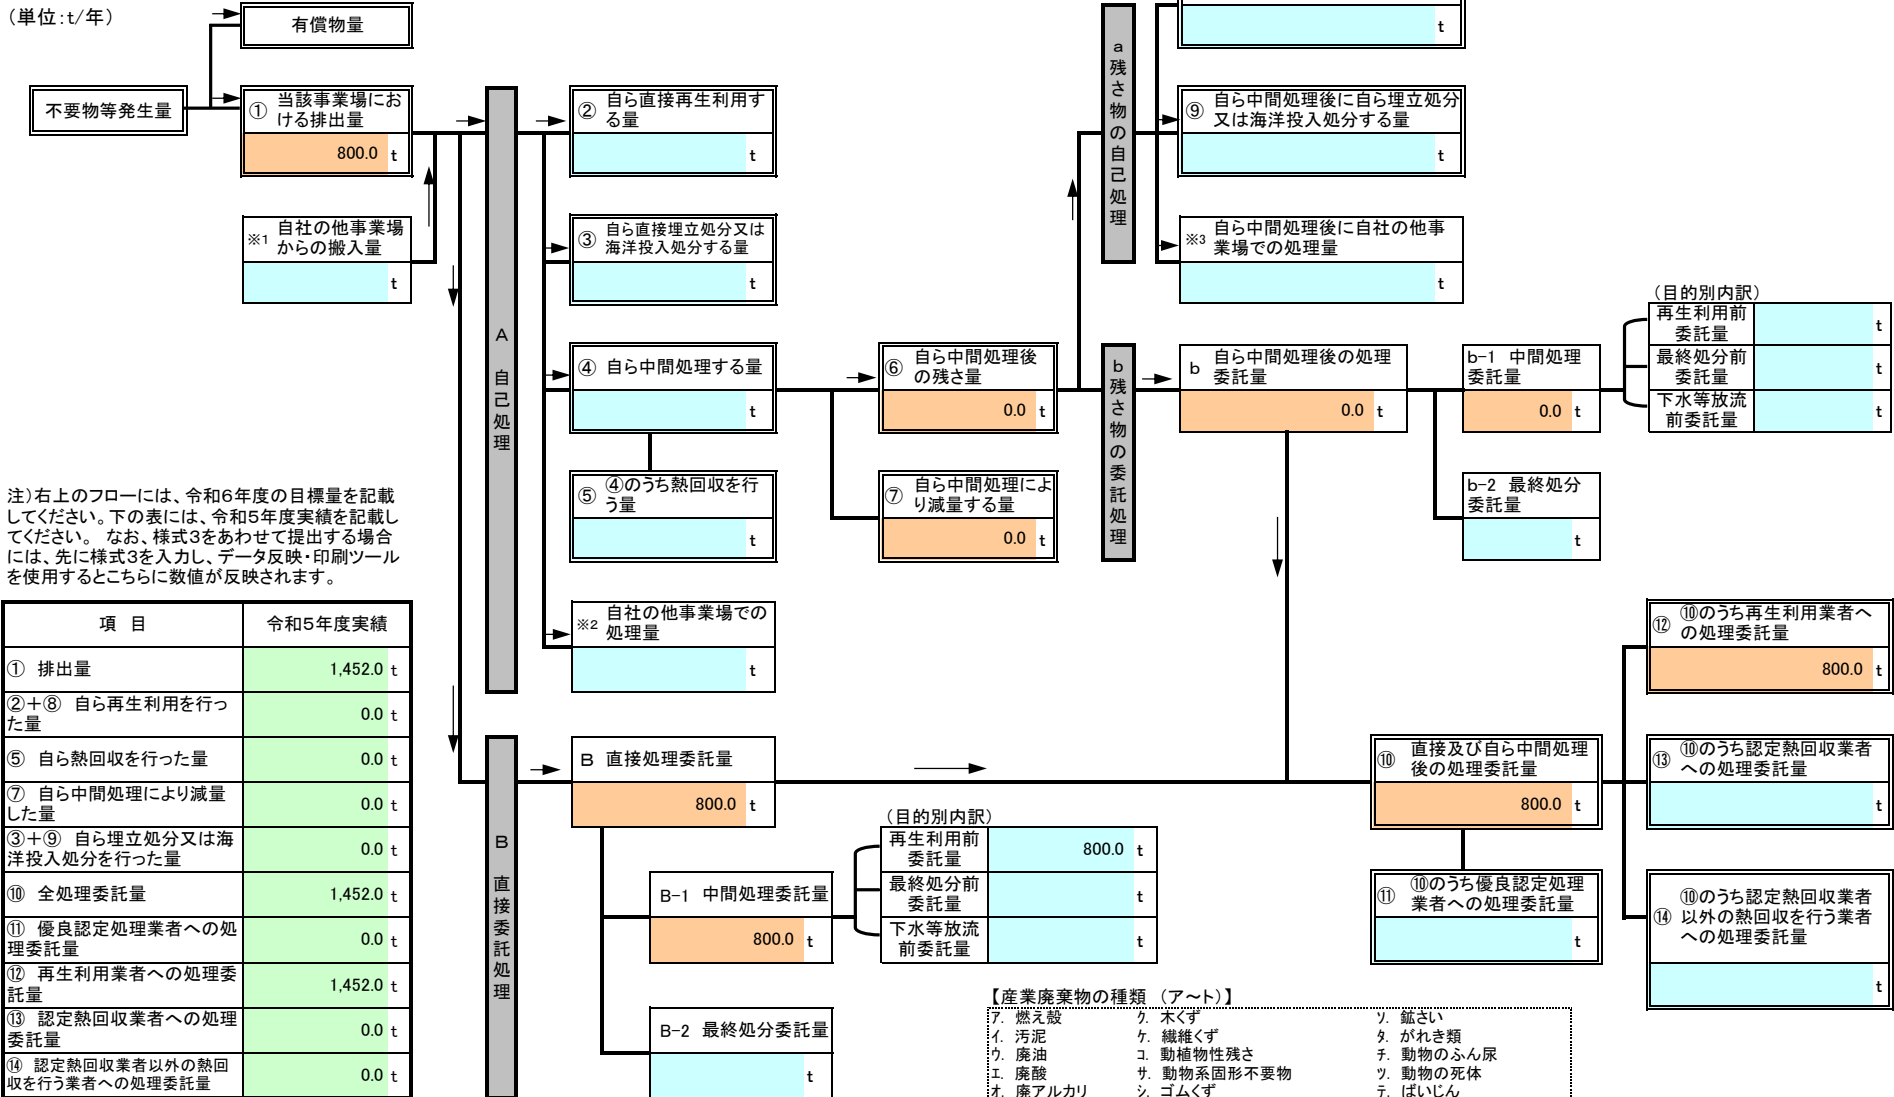 (単位:t/年)
有償物量
不要物等発生量
① 当該事業場にお
ける排出量
800.0 t
※1 自社の他事業場
からの搬入量
t
A 自己処理
② 自ら直接再生利用す
る量
t
③ 自ら直接埋立処分又は
海洋投入処分する量
t
④ 自ら中間処理する量
t
⑤ ④のうち熱回収を行
う量
t
※2 自社の他事業場での
処理量
t
⑥ 自ら中間処理後
の残さ量
0.0 t
⑦ 自ら中間処理によ
り減量する量
0.0 t
a 残さ物の自己処理
t
⑨ 自ら中間処理後に自ら埋立処分
又は海洋投入処分する量
t
※3 自ら中間処理後に自社の他事
業場での処理量
t
b 残さ物の委託処理
b 自ら中間処理後の処理
委託量
0.0 t
b-1 中間処理
委託量
0.0 t
b-2 最終処分
委託量
t
(目的別内訳)
再生利用前
委託量
t
最終処分前
委託量
t
下水等放流
前委託量
t
注)右上のフローには、令和6年度の目標量を記載
してください。下の表には、令和5年度実績を記載し
てください。 なお、様式3をあわせて提出する場合
には、先に様式3を入力し、データ反映・印刷ツール
を使用するとこちらに数値が反映されます。
項 目 令和5年度実績
① 排出量 1,452.0 t
②+⑧ 自ら再生利用を行っ
た量 0.0 t
⑤ 自ら熱回収を行った量 0.0 t
⑦ 自ら中間処理により減量
した量 0.0 t
③+⑨ 自ら埋立処分又は海
洋投入処分を行った量 0.0 t
⑩ 全処理委託量 1,452.0 t
⑪ 優良認定処理業者への処
理委託量 0.0 t
⑫ 再生利用業者への処理委
託量 1,452.0 t
⑬ 認定熱回収業者への処理
委託量 0.0 t
⑭ 認定熱回収業者以外の熱回
収を行う業者への処理委託量 0.0 t
B 直接委託処理
B 直接処理委託量
800.0 t
B-1 中間処理委託量
800.0 t
B-2 最終処分委託量
t
(目的別内訳)
再生利用前
委託量
800.0 t
最終処分前
委託量
t
下水等放流
前委託量
t
⑩ 直接及び自ら中間処理
後の処理委託量
800.0 t
⑪ ⑩のうち優良認定処理
業者への処理委託量
t
⑫ ⑩のうち再生利用業者へ
の処理委託量
800.0 t
⑬ ⑩のうち認定熱回収業者
への処理委託量
t
⑭ ⑩のうち認定熱回収業者
以外の熱回収を行う業者
への処理委託量
t
【産業廃棄物の種類 (ア~ト)】
ア. 燃え殻 ク. 木くず ソ. 鉱さい
イ. 汚泥 ケ. 繊維くず タ. がれき類
ウ. 廃油 コ. 動植物性残さ チ. 動物のふん尿
エ. 廃酸 サ. 動物系固形不要物 ツ. 動物の死体
オ. 廃アルカリ シ. ゴムくず テ. ばいじん